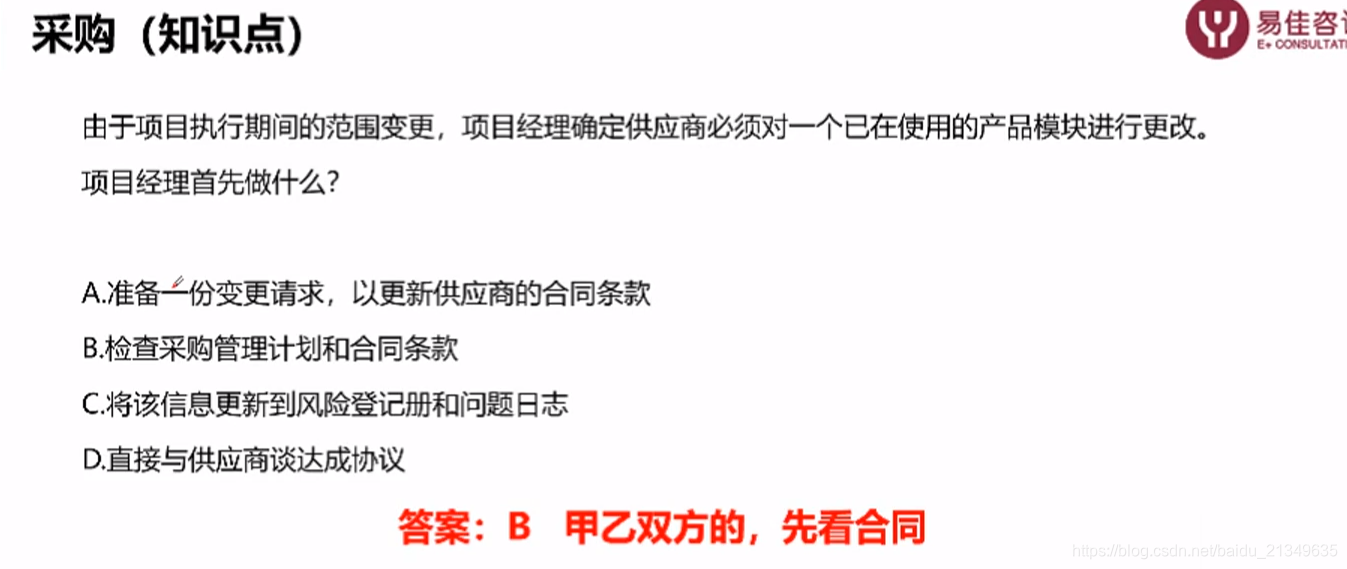 采购（知识点）
易佳咨询
E+ CONSULTATI
由于项目执行期间的范围变更，项目经理确定供应商必须对一个已在使用的产品模块进行更改。
项目经理首先做什么？
A.准备一份变更请求，以更新供应商的合同条款
B.检查采购管理计划和合同条款
C.将该信息更新到风险登记册和问题日志
D.直接与供应商谈达成协议
答案：B 甲乙双方的，先看合同
https://blog.csdn.net/baidu_21349635